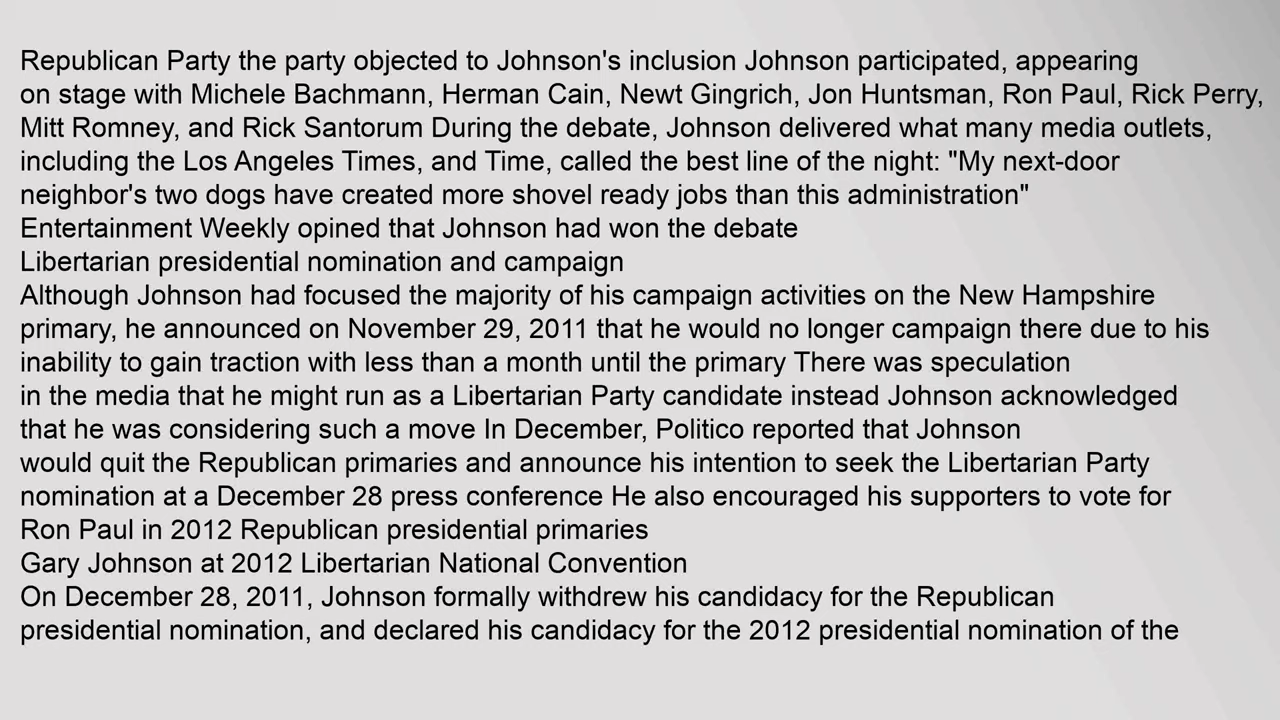 Republican Party the party objected to Johnson's inclusion Johnson participated, appearing
on stage with Michele Bachmann, Herman Cain, Newt Gingrich, Jon Huntsman, Ron Paul, Rick Perry,
Mitt Romney, and Rick Santorum During the debate, Johnson delivered what many media outlets,
including the Los Angeles Times, and Time, called the best line of the night: "My next-door
neighbor's two dogs have created more shovel ready jobs than this administration"
Entertainment Weekly opined that Johnson had won the debate
Libertarian presidential nomination and campaign
Although Johnson had focused the majority of his campaign activities on the New Hampshire
primary, he announced on November 29, 2011 that he would no longer campaign there due to his
inability to gain traction with less than a month until the primary There was speculation
in the media that he might run as a Libertarian Party candidate instead Johnson acknowledged
that he was considering such a move In December, Politico reported that Johnson
would quit the Republican primaries and announce his intention to seek the Libertarian Party
nomination at a December 28 press conference He also encouraged his supporters to vote for
Ron Paul in 2012 Republican presidential primaries
Gary Johnson at 2012 Libertarian National Convention
On December 28, 2011, Johnson formally withdrew his candidacy for the Republican
presidential nomination, and declared his candidacy for the 2012 presidential nomination of the